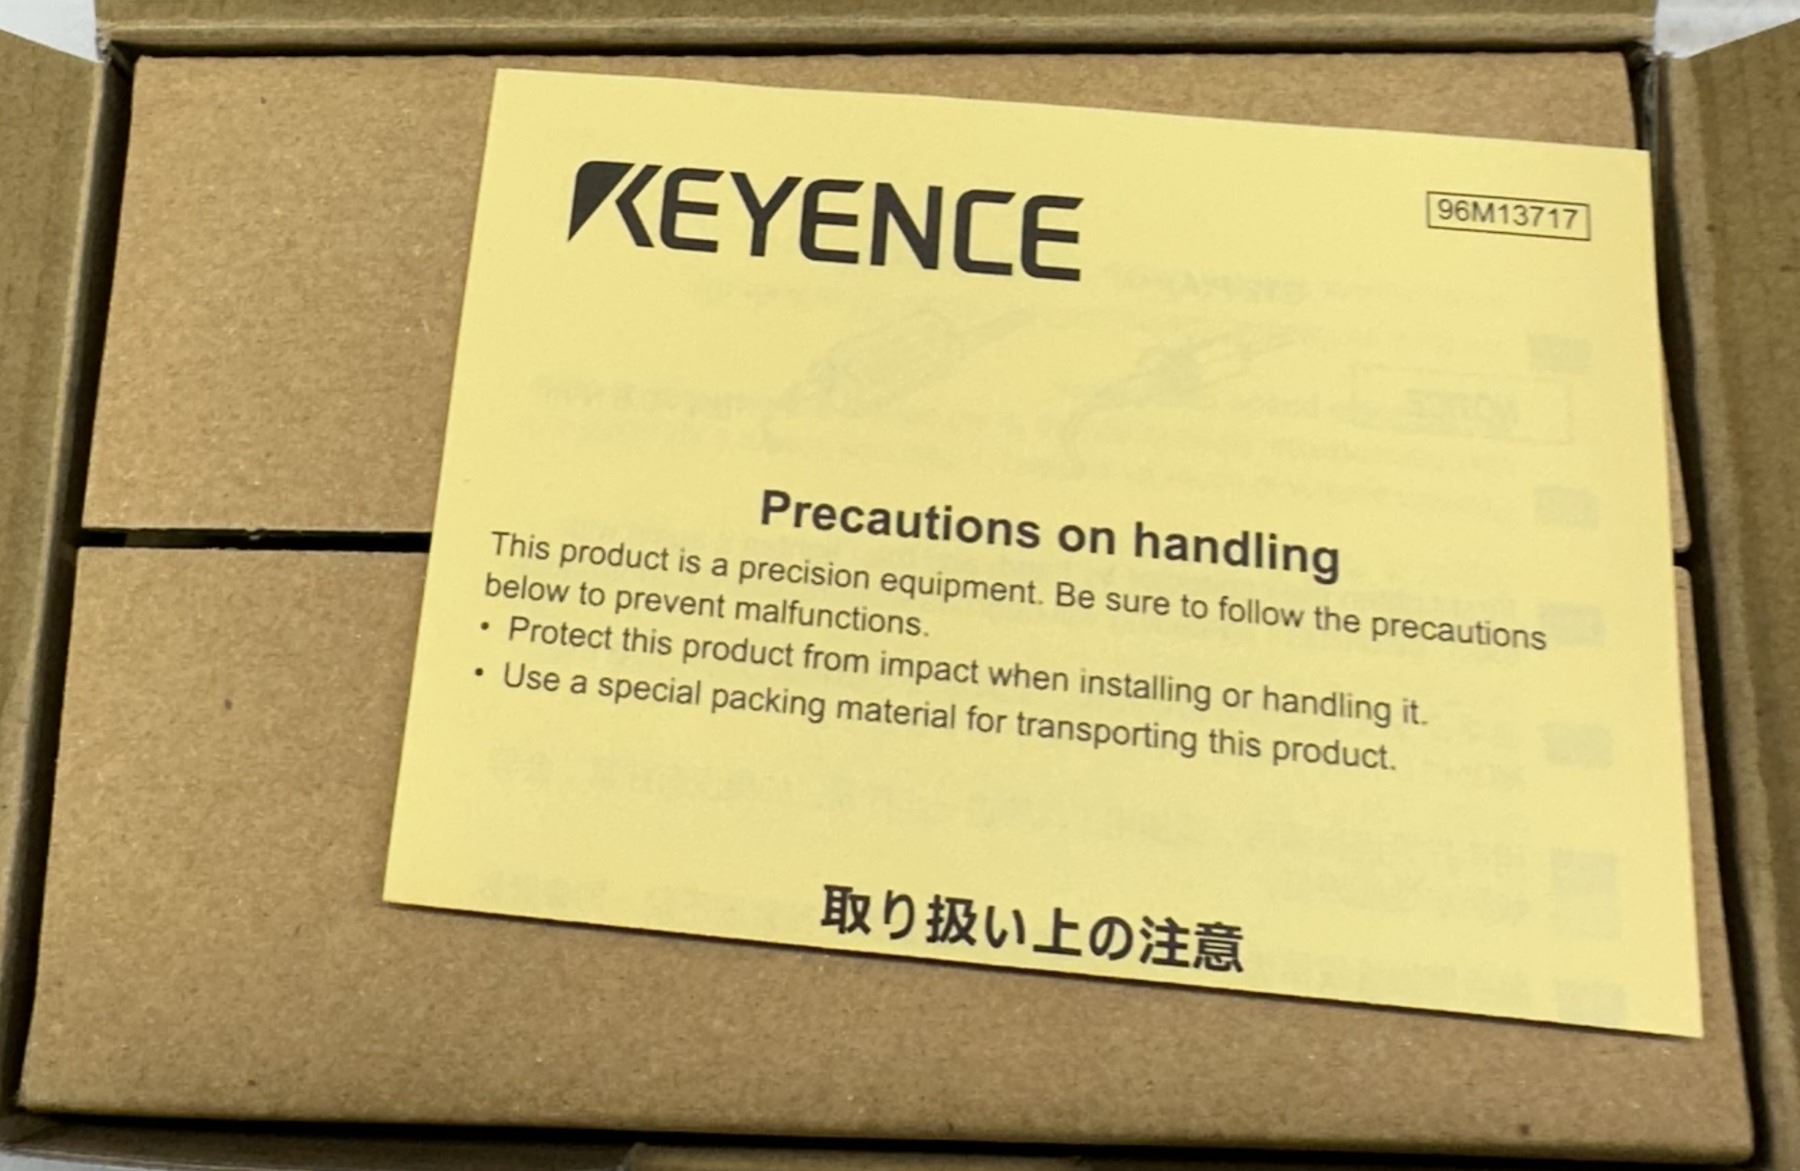 KEYENCE
96M13717
Precautions on handling
This product is a precision equipment. Be sure to follow the precautions
below to prevent malfunctions.
• Protect this product from impact when installing or handling it.
• Use a special packing material for transporting this product.
取り扱い上の注意